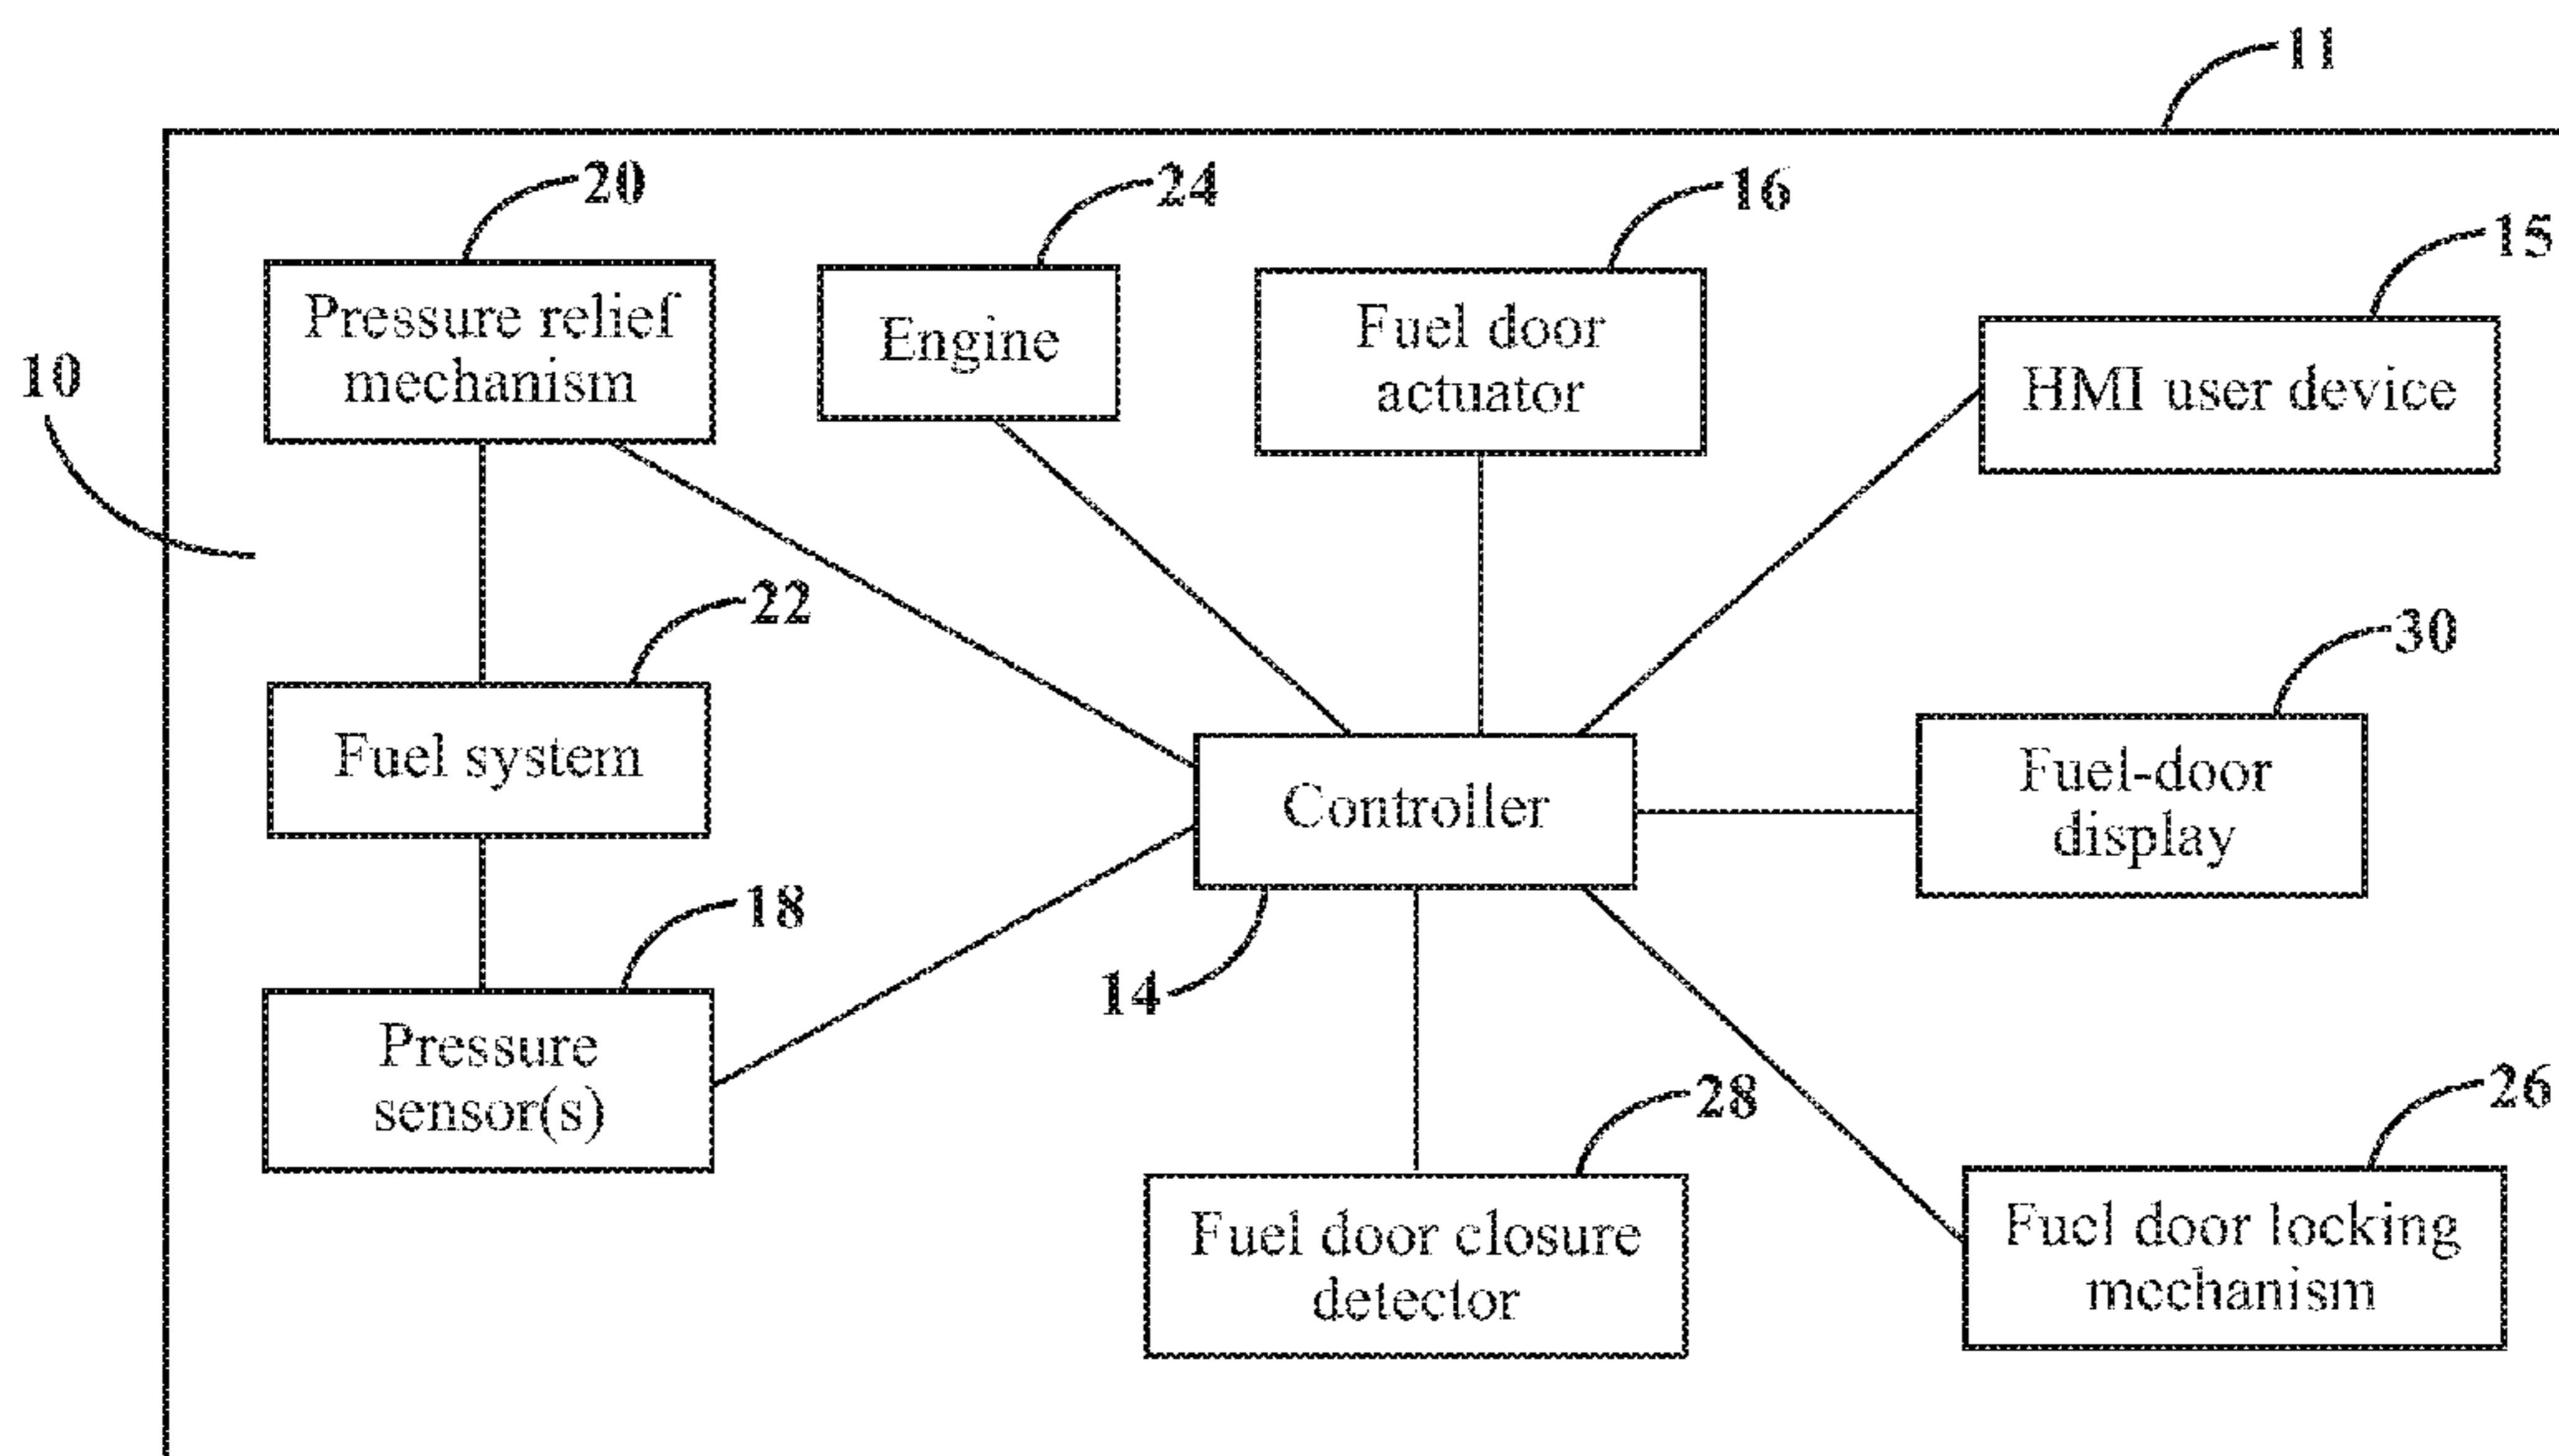 11
20
24
16
15
Pressure relief
mechanism
Engine
Fuel door
actuator
HMI user device
10
22
30
Fuel system
Controller
Fuel-door
display
18
14
Pressure
sensor(s)
28
26
Fuel door closure
detector
Fuel door locking
mechanism